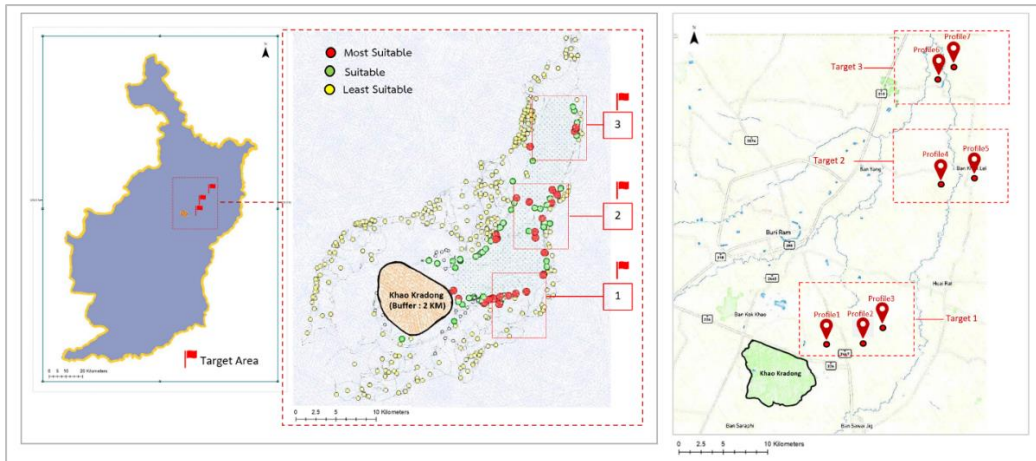 N
Target Area
0 5 10 20 Kilometers
Most Suitable
Suitable
Least Suitable
N
3
2
1
Khao Kradong
(Buffer : 2 KM)
0 2.5 5 10 Kilometers
N
Profile7
Profile6
Target 3
Profile4
Profile5
Target 2
Ban Yang
Buri Ram
Huai Rat
Profile3
Profile1
Profile2
Target 1
Ban Kok Khao
Khao Kradong
0 2.5 5 10 Kilometers